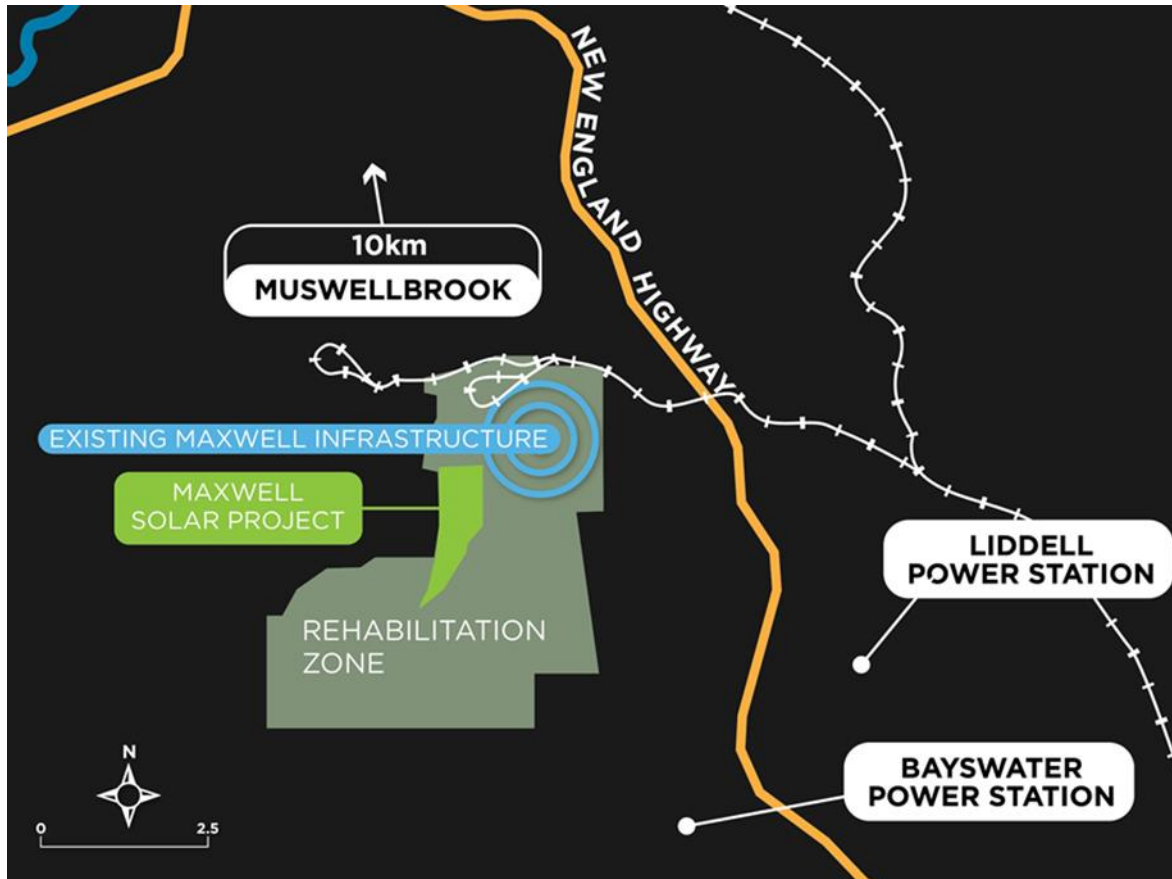 NEW ENGLAND HIGHWAY
10km
MUSWELLBROOK
EXISTING MAXWELL INFRASTRUCTURE
MAXWELL
SOLAR PROJECT
LIDDELL
POWER STATION
REHABILITATION
ZONE
BAYSWATER
POWER STATION
N
0 2.5